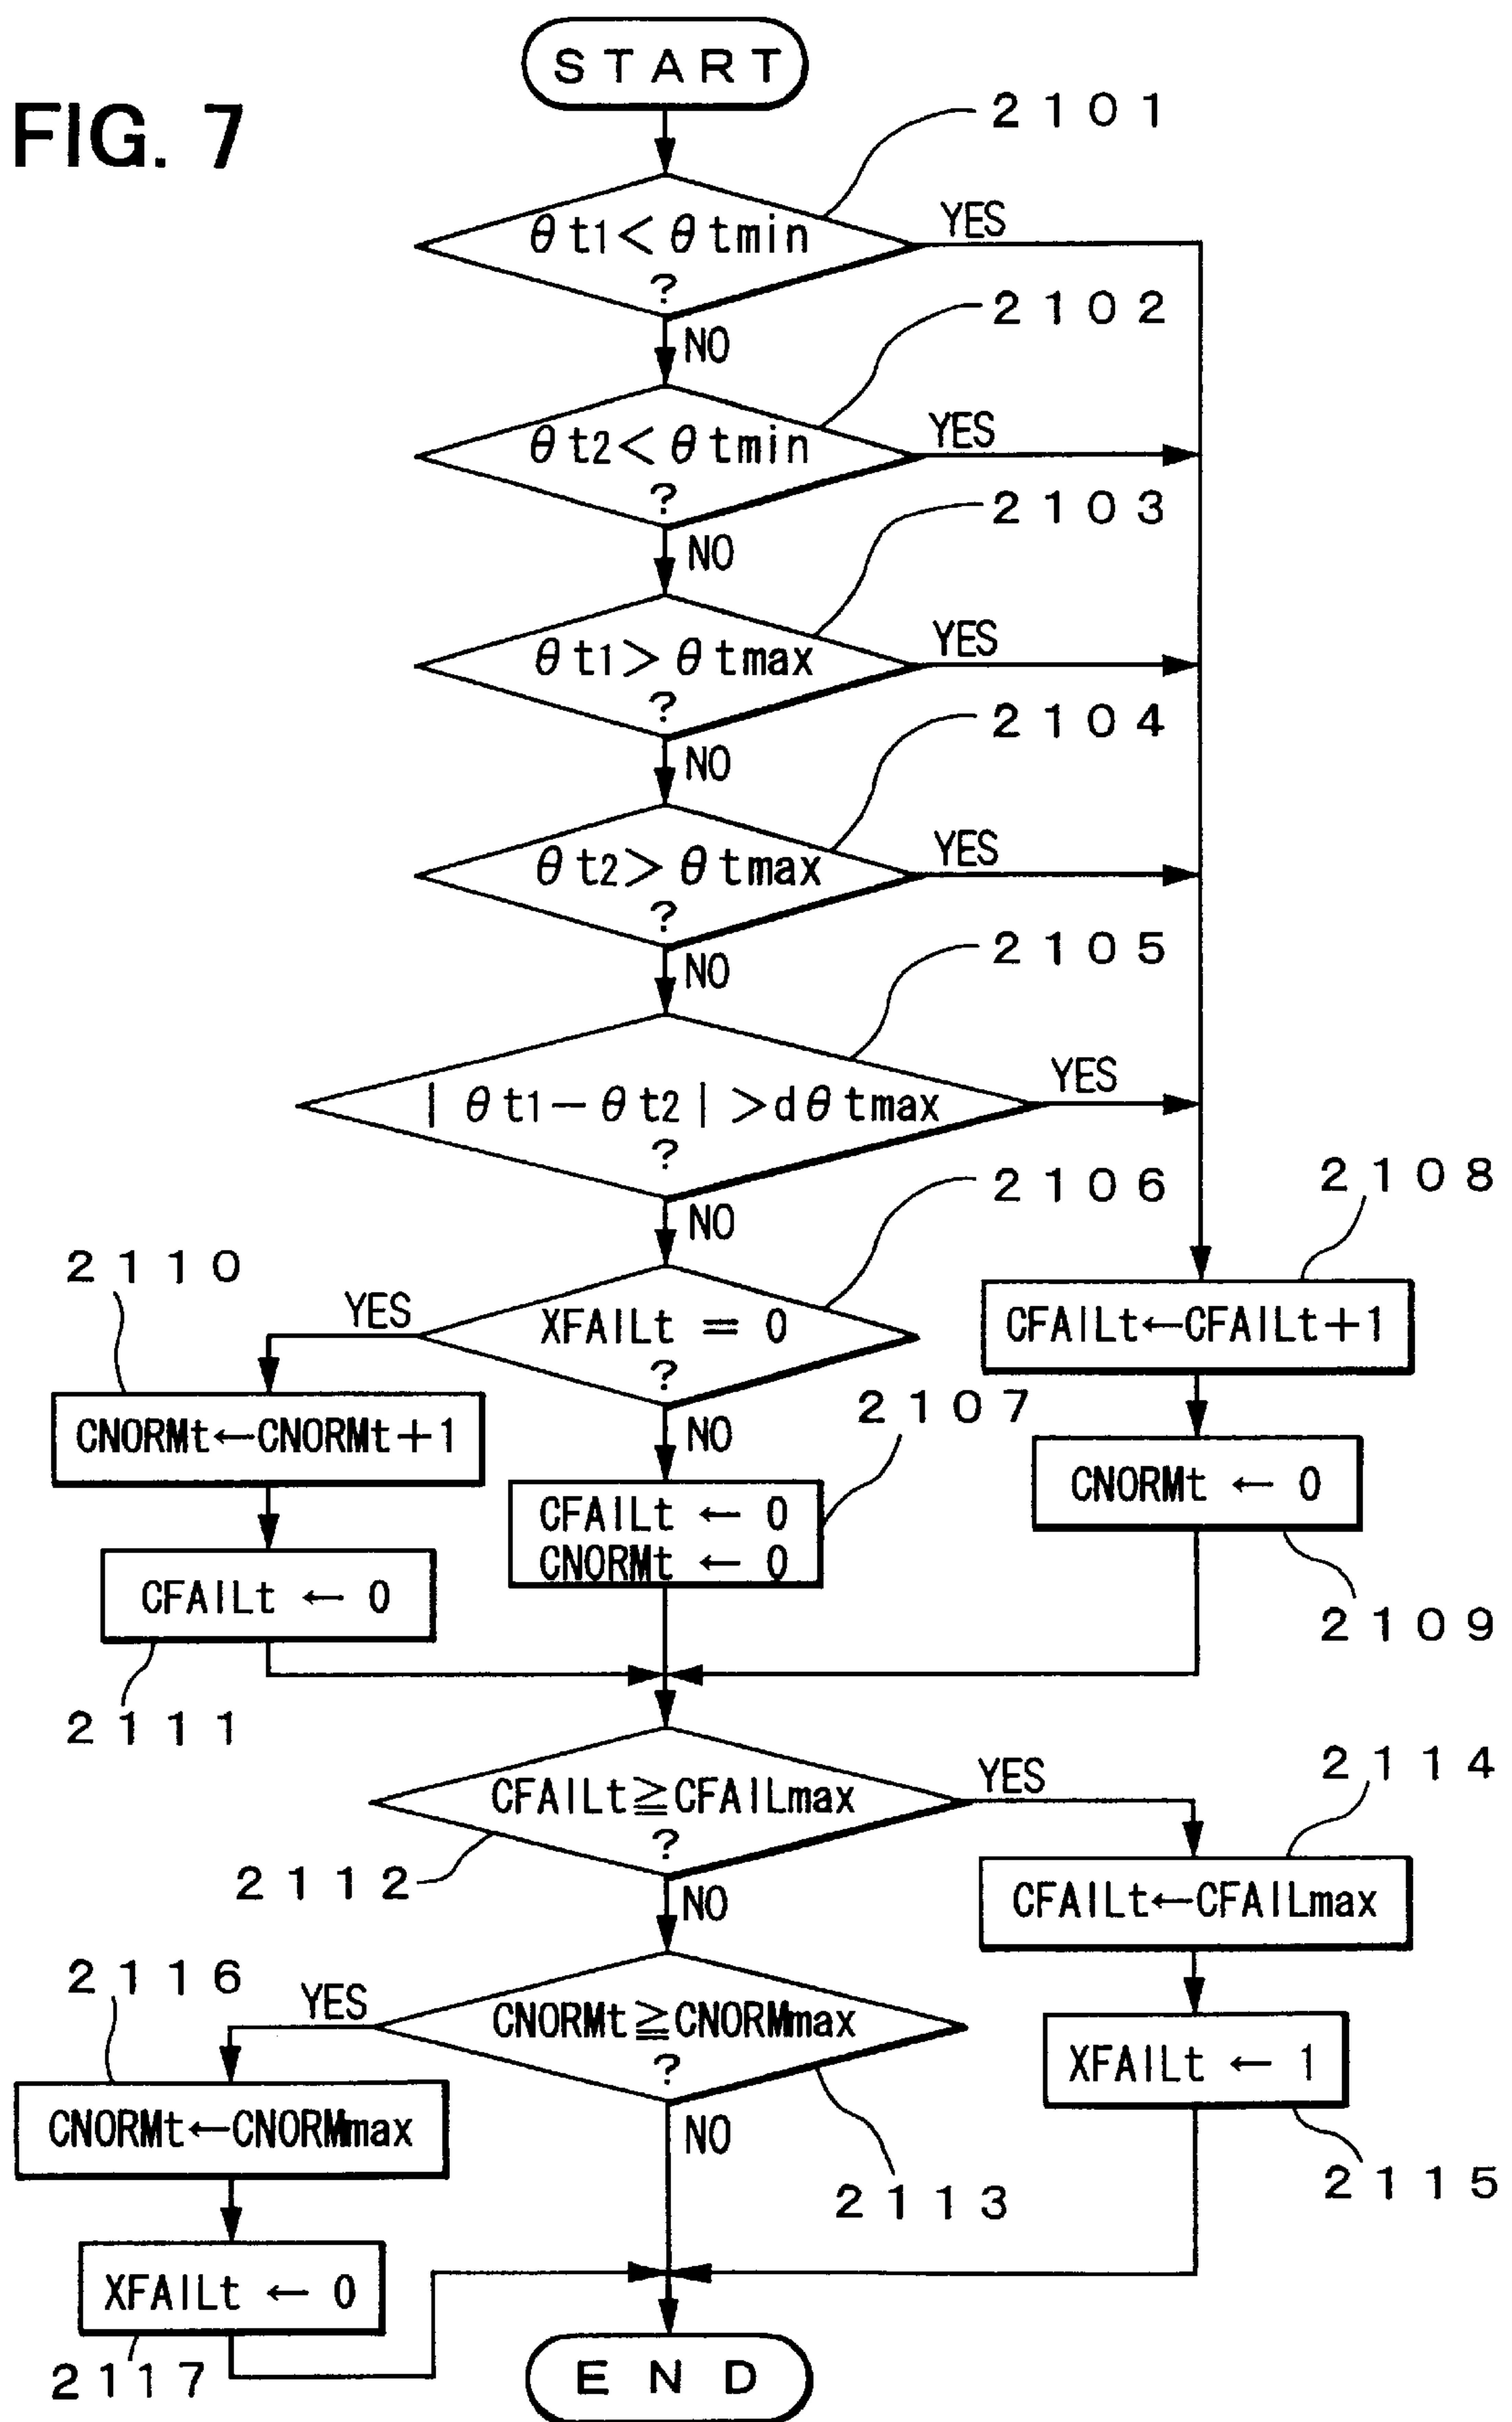 START
FIG. 7
2101
θt1<θtmin
?
YES
NO
2102
θt2<θtmin
?
YES
NO
2103
θt1>θtmax
?
YES
NO
2104
θt2>θtmax
?
YES
NO
2105
|θt1-θt2|>dθtmax
?
YES
NO
2106
XFAILt = 0
?
YES
NO
2108
CFAILt←CFAILt+1
2110
CNORMt←CNORMt+1
2107
CFAILt ← 0
CNORMt ← 0
CNORMt ← 0
2109
CFAILt ← 0
2111
CFAILt≧CFAILmax
?
YES
NO
2112
2114
CFAILt←CFAILmax
2116
YES
CNORMt≧CNORMmax
?
NO
2113
XFAILt ← 1
2115
CNORMt←CNORMmax
XFAILt ← 0
2117
END